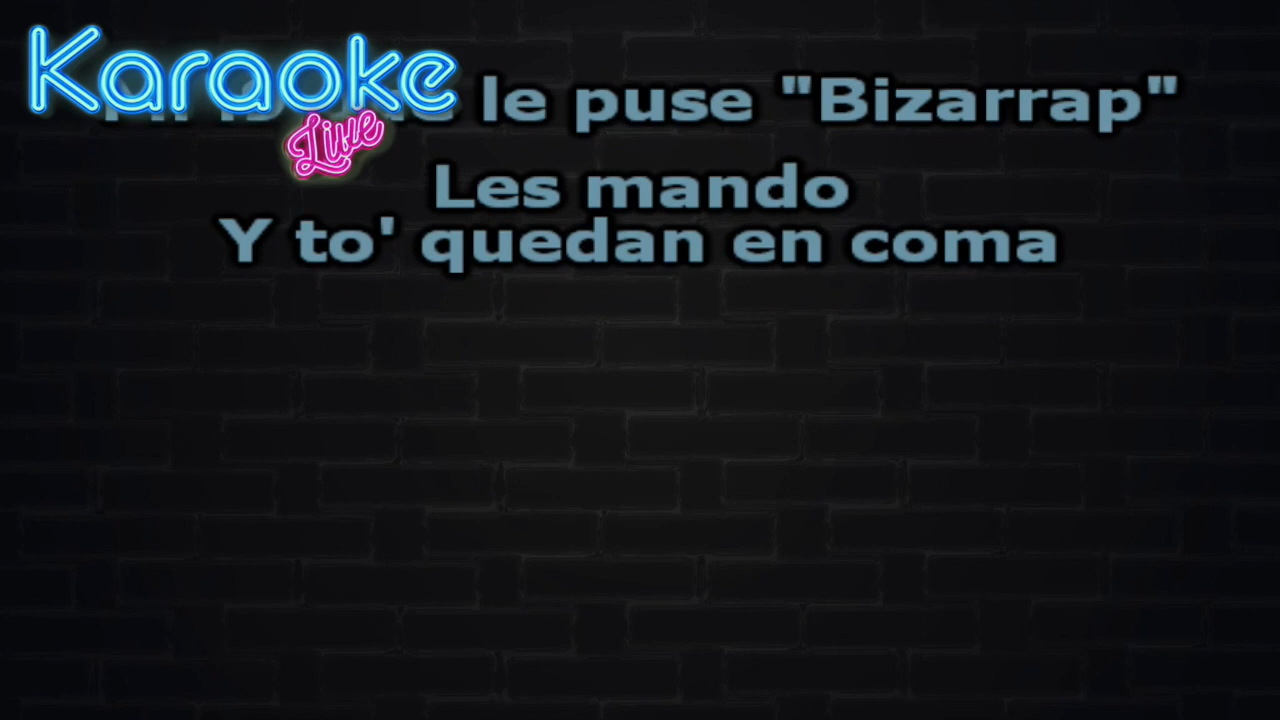 Karaoke
Live
le puse "Bizarrap"
Les mando
Y to' quedan en coma